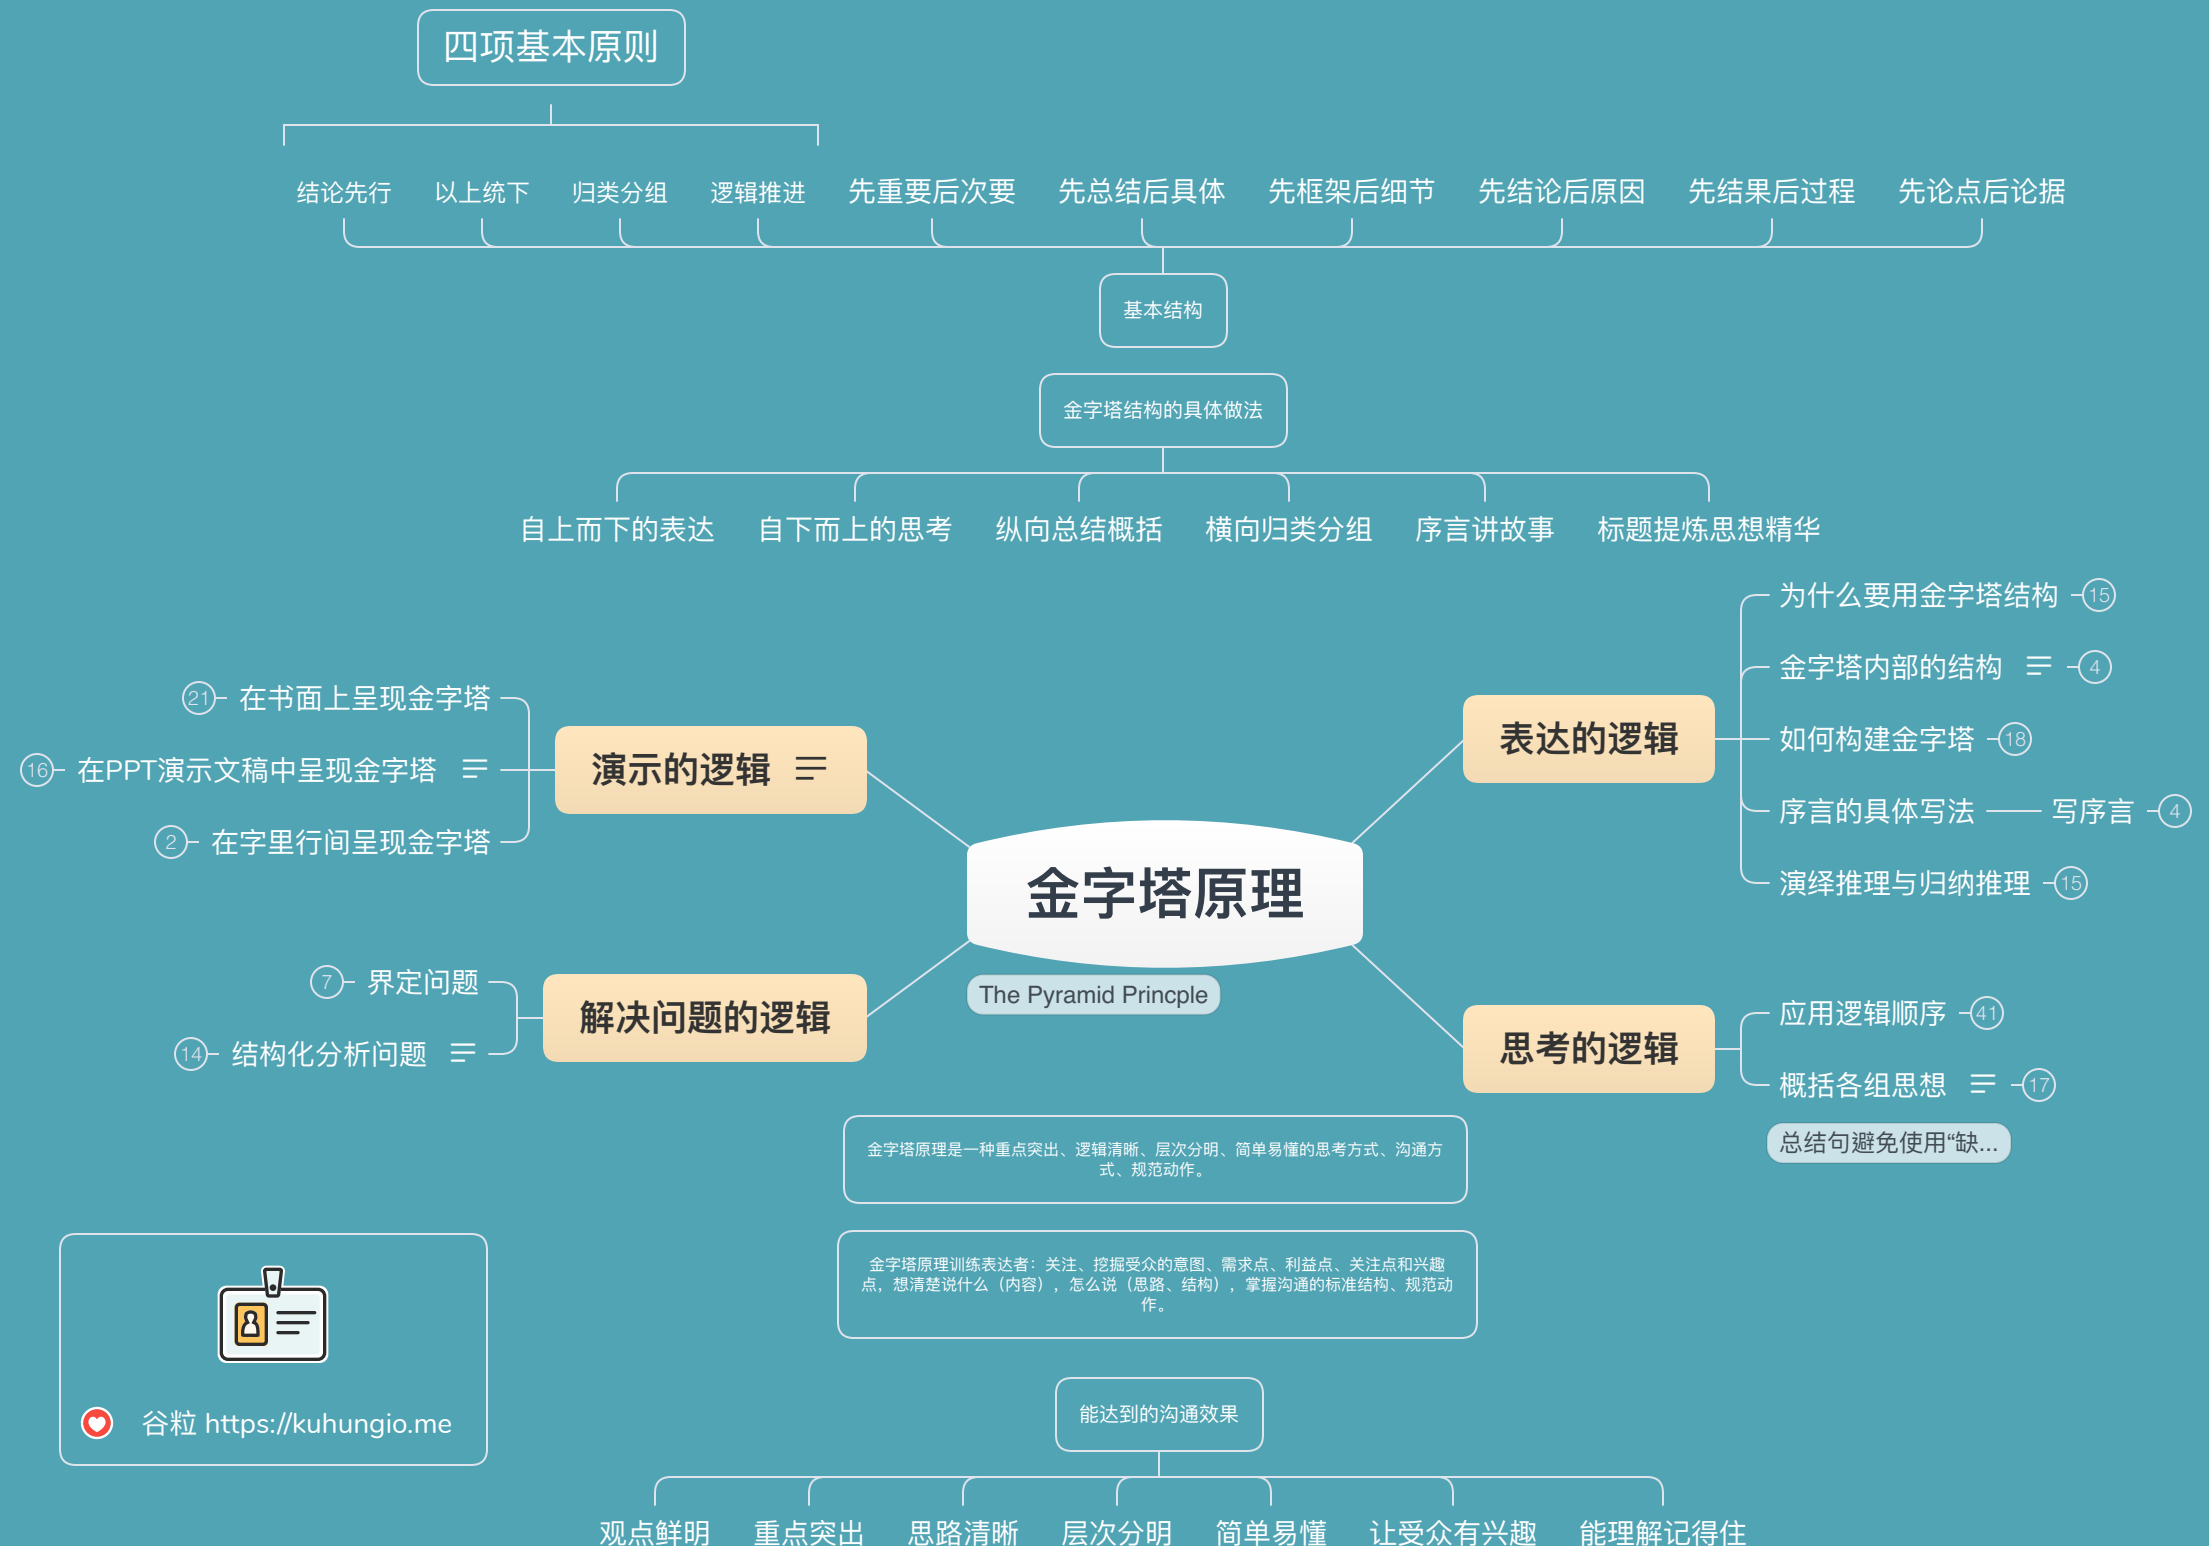 四项基本原则
结论先行
以上统下
归类分组
逻辑推进
先重要后次要
先总结后具体
先框架后细节
先结论后原因
先结果后过程
先论点后论据
基本结构
金字塔结构的具体做法
自上而下的表达
自下而上的思考
纵向总结概括
横向归类分组
序言讲故事
标题提炼思想精华
21
在书面上呈现金字塔
16
在PPT演示文稿中呈现金字塔
2
在字里行间呈现金字塔
演示的逻辑
7
界定问题
14
结构化分析问题
解决问题的逻辑
金字塔原理
The Pyramid Princple
表达的逻辑
为什么要用金字塔结构
15
金字塔内部的结构
4
如何构建金字塔
18
序言的具体写法
写序言
4
演绎推理与归纳推理
15
思考的逻辑
应用逻辑顺序
41
概括各组思想
17
总结句避免使用“缺...
金字塔原理是一种重点突出、逻辑清晰、层次分明、简单易懂的思考方式、沟通方
式、规范动作。
金字塔原理训练表达者：关注、挖掘受众的意图、需求点、利益点、关注点和兴趣
点，想清楚说什么（内容），怎么说（思路、结构），掌握沟通的标准结构、规范动
作。
谷粒 https://kuhungio.me
能达到的沟通效果
观点鲜明
重点突出
思路清晰
层次分明
简单易懂
让受众有兴趣
能理解记得住